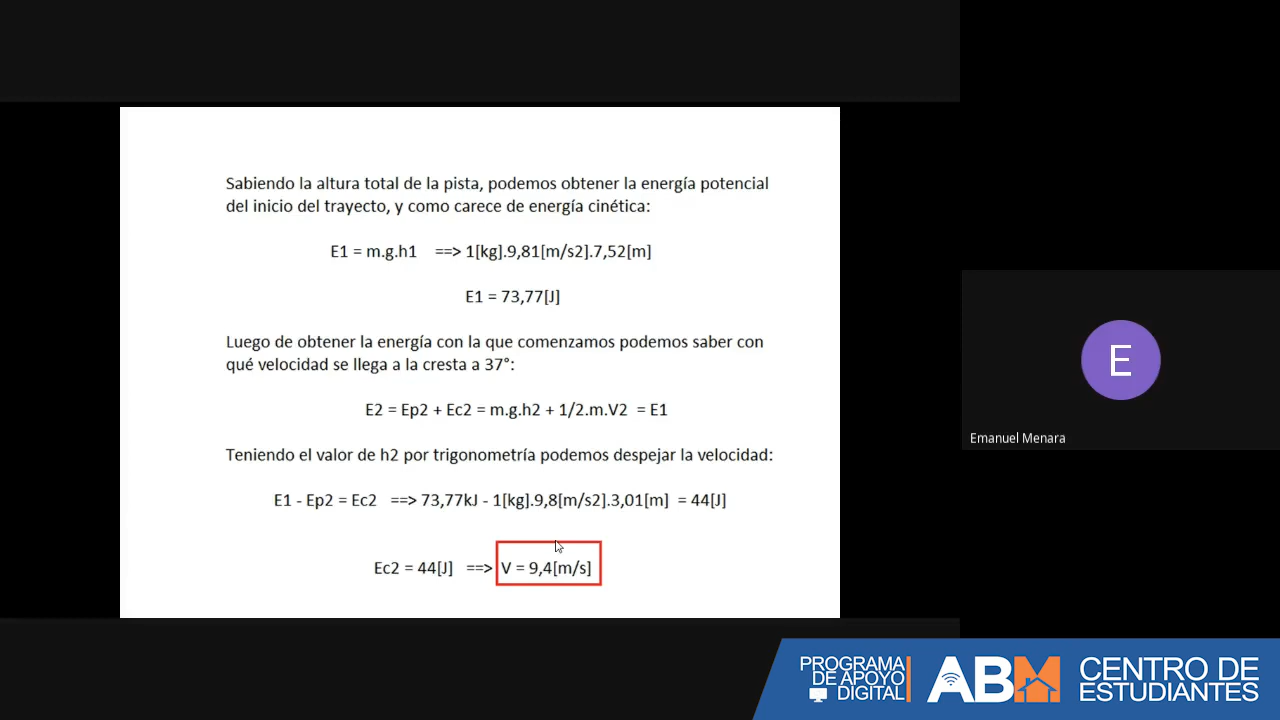 Sabiendo la altura total de la pista, podemos obtener la energía potencial
del inicio del trayecto, y como carece de energía cinética:
E1 = m.g.h1 ==> 1[kg].9,81[m/s2].7,52[m]
E1 = 73,77[J]
Luego de obtener la energía con la que comenzamos podemos saber con
qué velocidad se llega a la cresta a 37°:
E2 = Ep2 + Ec2 = m.g.h2 + 1/2.m.V2 = E1
Teniendo el valor de h2 por trigonometría podemos despejar la velocidad:
E1 - Ep2 = Ec2 ==> 73,77kJ - 1[kg].9,8[m/s2].3,01[m] = 44[J]
Ec2 = 44[J] ==> V = 9,4[m/s]
E
Emanuel Menara
PROGRAMA
DE APOYO
DIGITAL
ABM
CENTRO DE
ESTUDIANTES